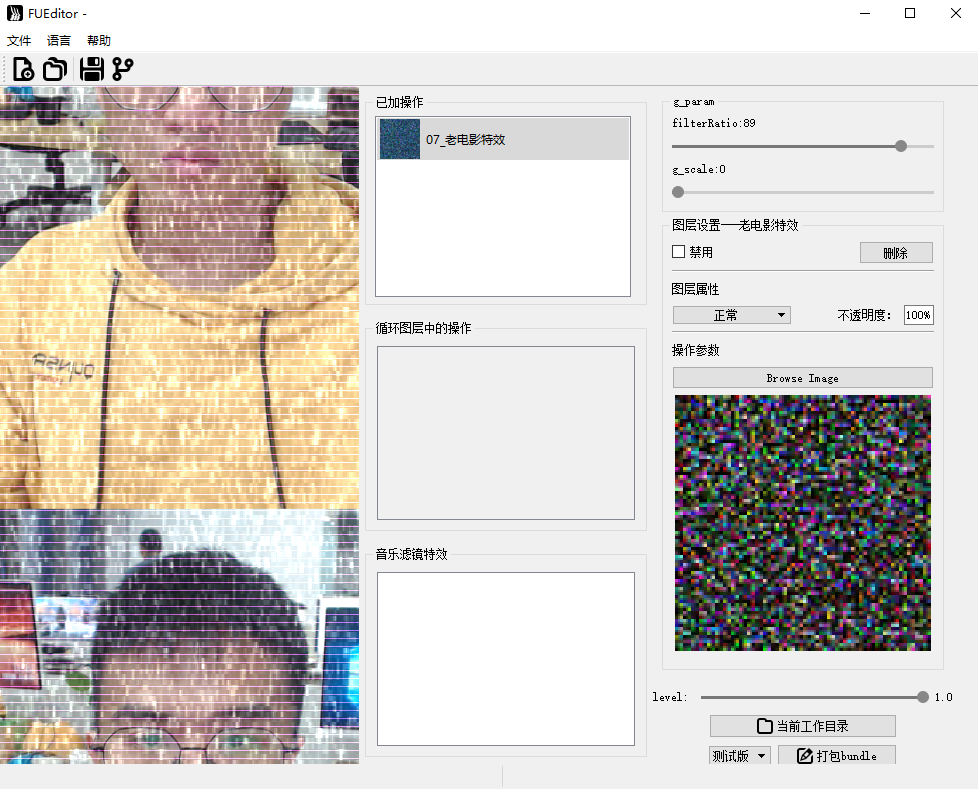 FUEditor -
文件 语言 帮助
已加操作
07_老电影特效
循环图层中的操作
音乐滤镜特效
g_param
filterRatio:89
g_scale:0
图层设置——老电影特效
禁用
删除
图层属性
正常
不透明度:
100%
操作参数
Browse Image
level:
1.0
当前工作目录
测试版
打包bundle